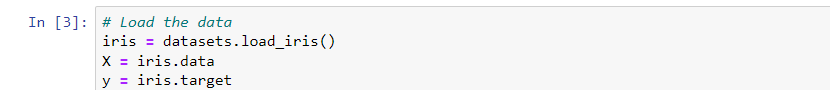 In [3]: # Load the data
iris = datasets.load_iris()
X = iris.data
y = iris.target